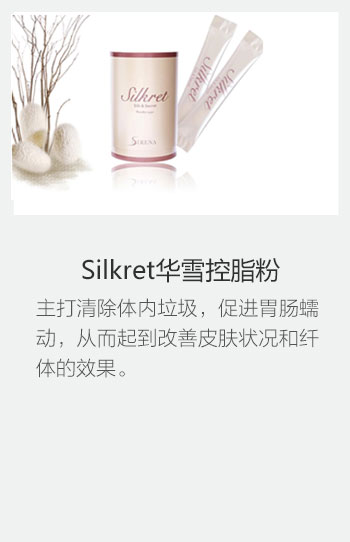 Silkret
Silk & Secret
SIRENA
Silkret
Silkret
Silkret华雪控脂粉
主打清除体内垃圾，促进胃肠蠕
动，从而起到改善皮肤状况和纤
体的效果。